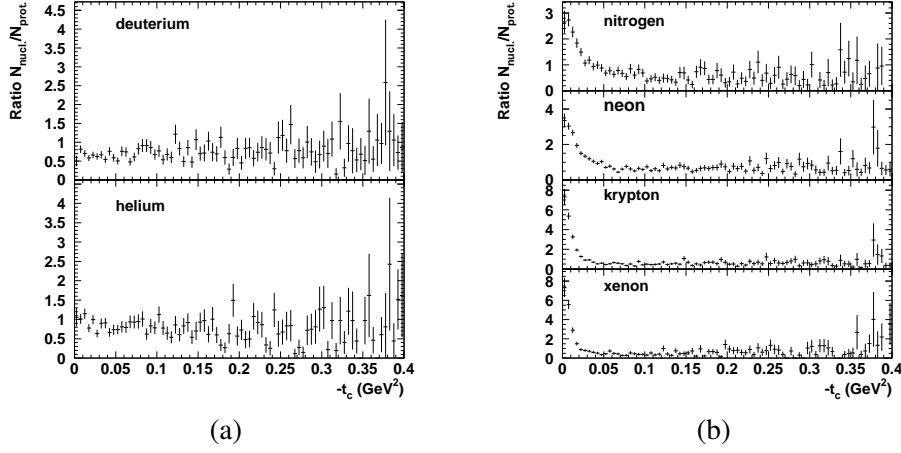 Ratio N_nucl./N_prot.
deuterium
4.5
4
3.5
3
2.5
2
1.5
1
0.5
0
helium
4
3.5
3
2.5
2
1.5
1
0.5
0
0 0.05 0.1 0.15 0.2 0.25 0.3 0.35 0.4
-t_c (GeV²)
(a)
Ratio N_nucl./N_prot.
nitrogen
3
2
1
0
neon
4
2
0
krypton
8
6
4
2
0
xenon
8
6
4
2
0
0 0.05 0.1 0.15 0.2 0.25 0.3 0.35 0.4
-t_c (GeV²)
(b)